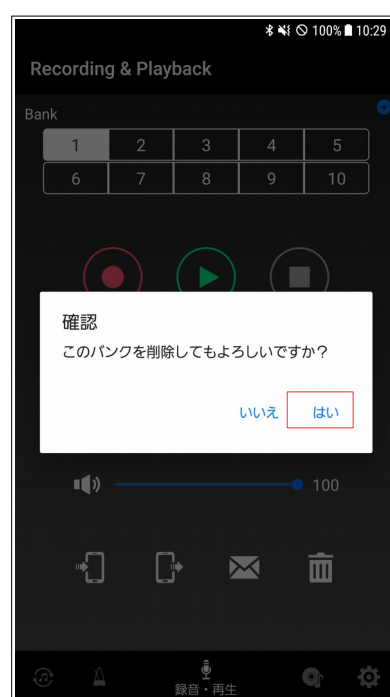 100% 10:29
Recording & Playback
Bank
1 2 3 4 5
6 7 8 9 10
確認
このバンクを削除してもよろしいですか？
いいえ はい
100
録音・再生